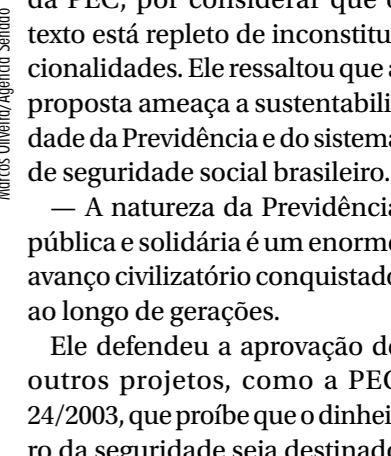 Marcos Oliveira/Agência Senado
da PEC, por considerar que
texto está repleto de inconstitu
cionalidades. Ele ressaltou que a
proposta ameaça a sustentabili
dade da Previdência e do sistema
de seguridade social brasileiro.
— A natureza da Previdência
pública e solidária é um enorme
avanço civilizatório conquistado
ao longo de gerações.
Ele defendeu a aprovação de
outros projetos, como a PEC
24/2003, que proíbe que o dinhei
ro da seguridade seja destinado